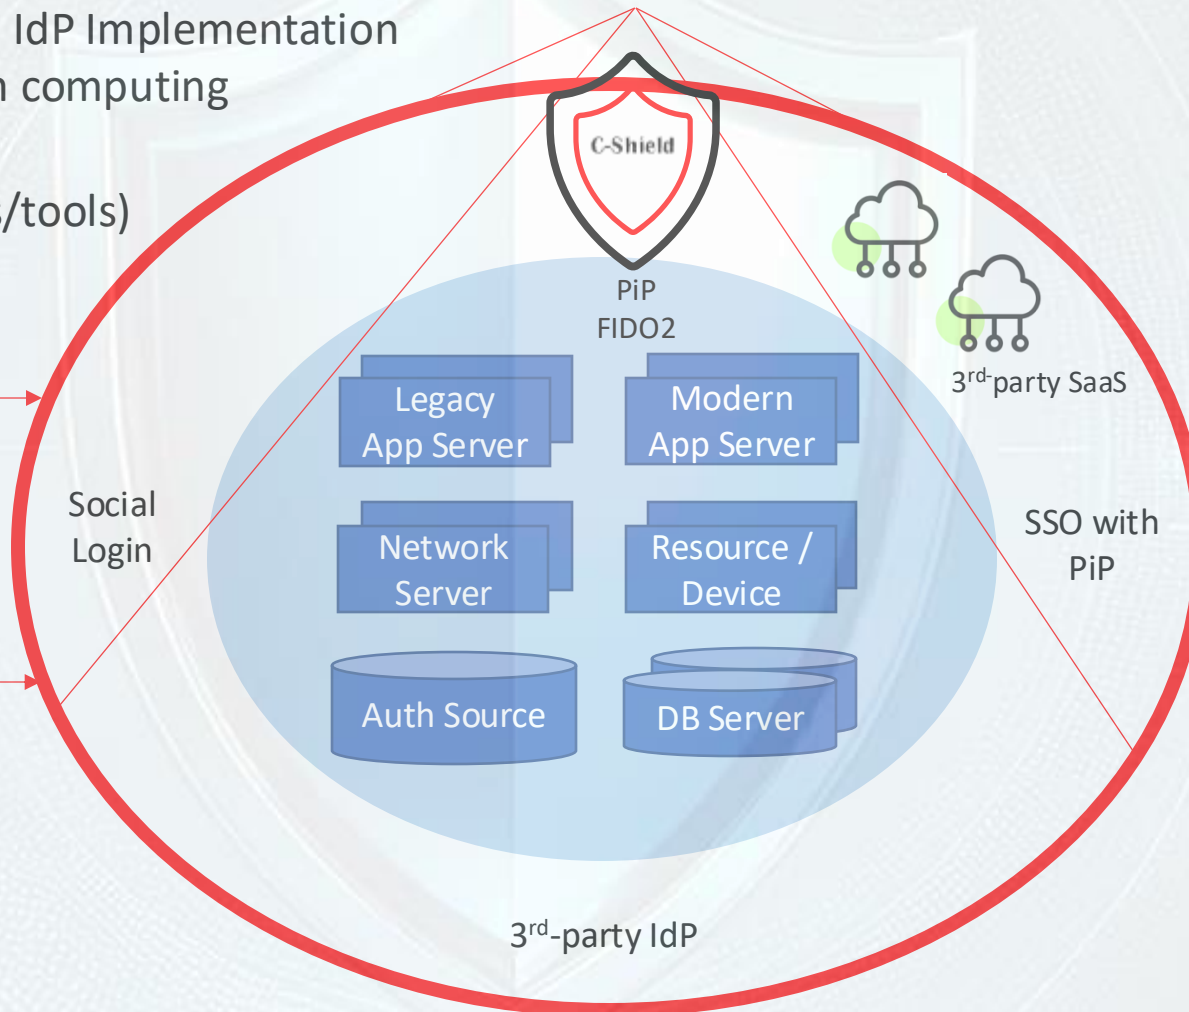 IdP Implementation
n computing
s/tools)
C-Shield
PiP
FIDO2
3rd-party SaaS
Legacy
App Server
Modern
App Server
Social
Login
Network
Server
Resource /
Device
SSO with
PiP
Auth Source
DB Server
3rd-party IdP